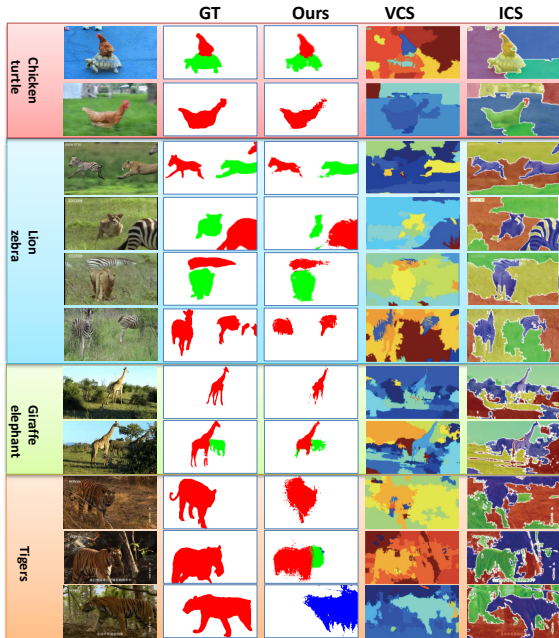 GT Ours VCS ICS
Chicken
turtle
Lion
zebra
Giraffe
elephant
Tigers